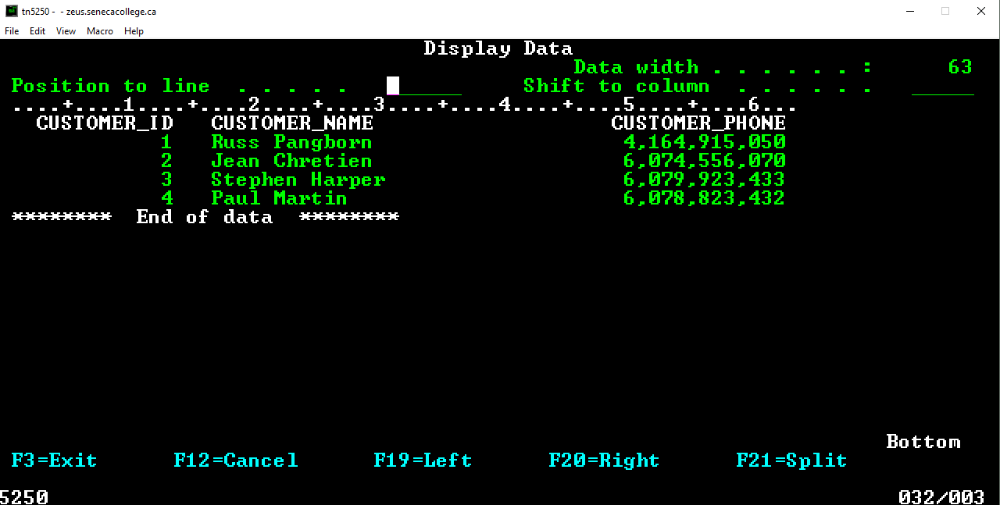 tn5250 - - zeus.senecacollege.ca
File Edit View Macro Help
Display Data
Data width . . . . . . : 63
Position to line . . . . . Shift to column . . . . . .
....+....1....+....2....+....3....+....4....+....5....+....6...
CUSTOMER_ID CUSTOMER_NAME CUSTOMER_PHONE
1 Russ Pangborn 4,164,915,050
2 Jean Chretien 6,074,556,070
3 Stephen Harper 6,079,923,433
4 Paul Martin 6,078,823,432
******** End of data ********
Bottom
F3=Exit F12=Cancel F19=Left F20=Right F21=Split
5250 032/003